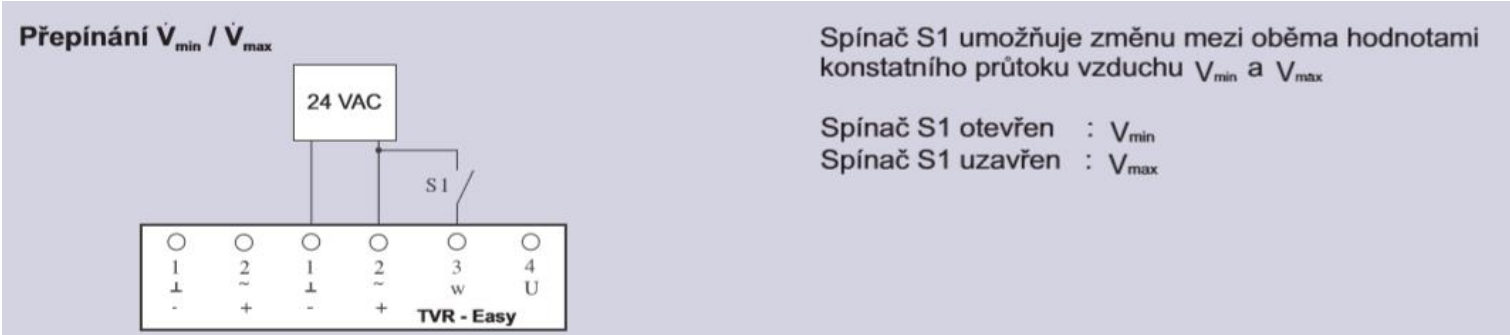 Přepínání V̇min / V̇max
24 VAC
S1
1 2 1 2 3 4
⊥ ~ ⊥ ~ w U
- + - + TVR - Easy
Spínač S1 umožňuje změnu mezi oběma hodnotami
konstatního průtoku vzduchu Vmin a Vmax
Spínač S1 otevřen : Vmin
Spínač S1 uzavřen : Vmax